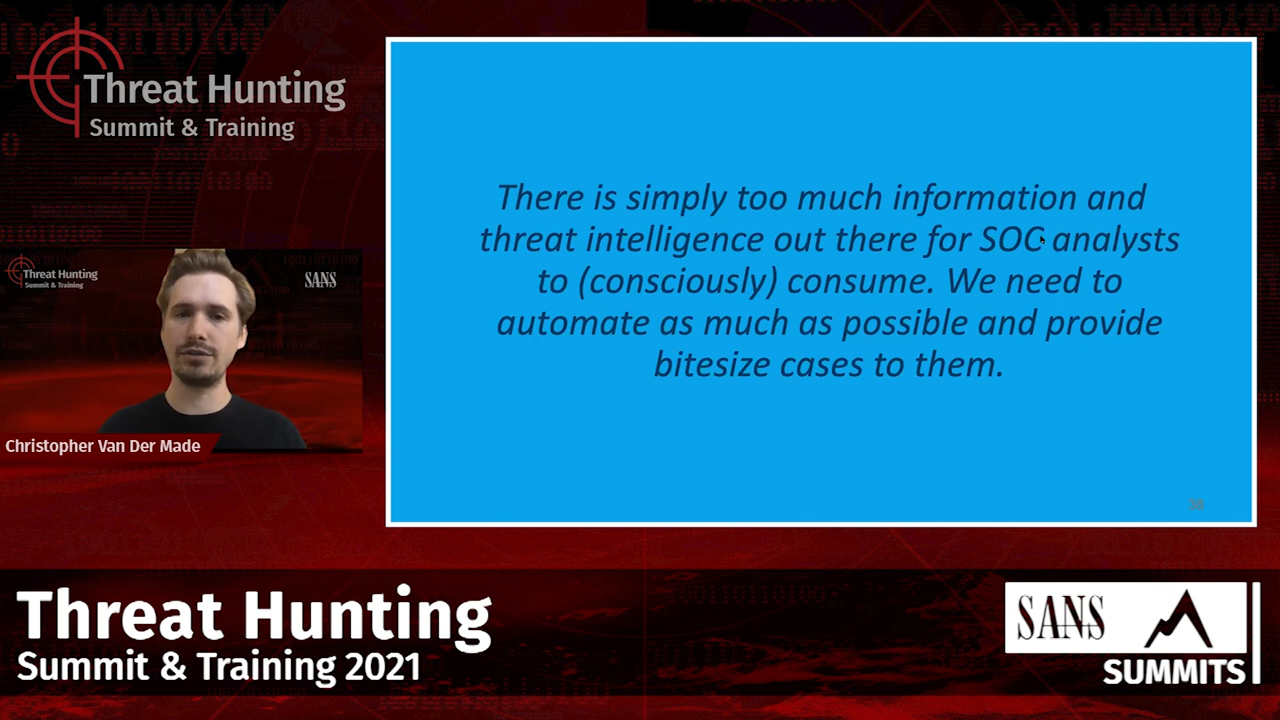 Threat Hunting
Summit & Training
There is simply too much information and
threat intelligence out there for SOC analysts
to (consciously) consume. We need to
automate as much as possible and provide
bitesize cases to them.
Threat Hunting
Summit & Training
SANS
Christopher Van Der Made
Threat Hunting
Summit & Training 2021
SANS
SUMMITS